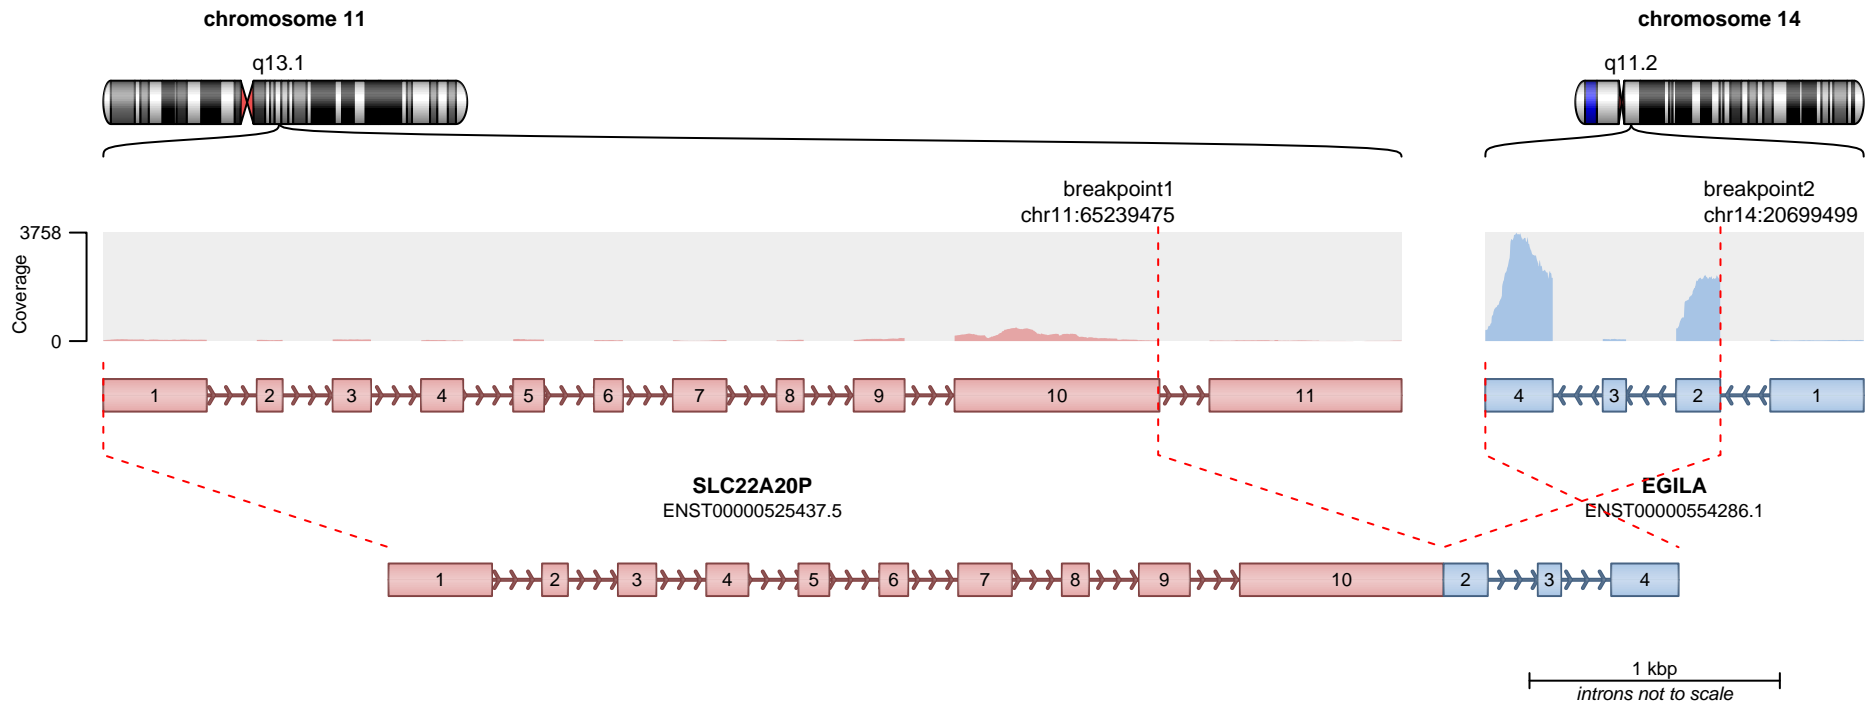 chromosome 11
chromosome 14
q13.1
q11.2
breakpoint1
chr11:65239475
breakpoint2
chr14:20699499
3758
Coverage
0
1 2 3 4 5 6 7 8 9 10 11
4 3 2 1
SLC22A20P
ENST00000525437.5
EGILA
ENST00000554286.1
1 2 3 4 5 6 7 8 9 10 2 3 4
1 kbp
introns not to scale